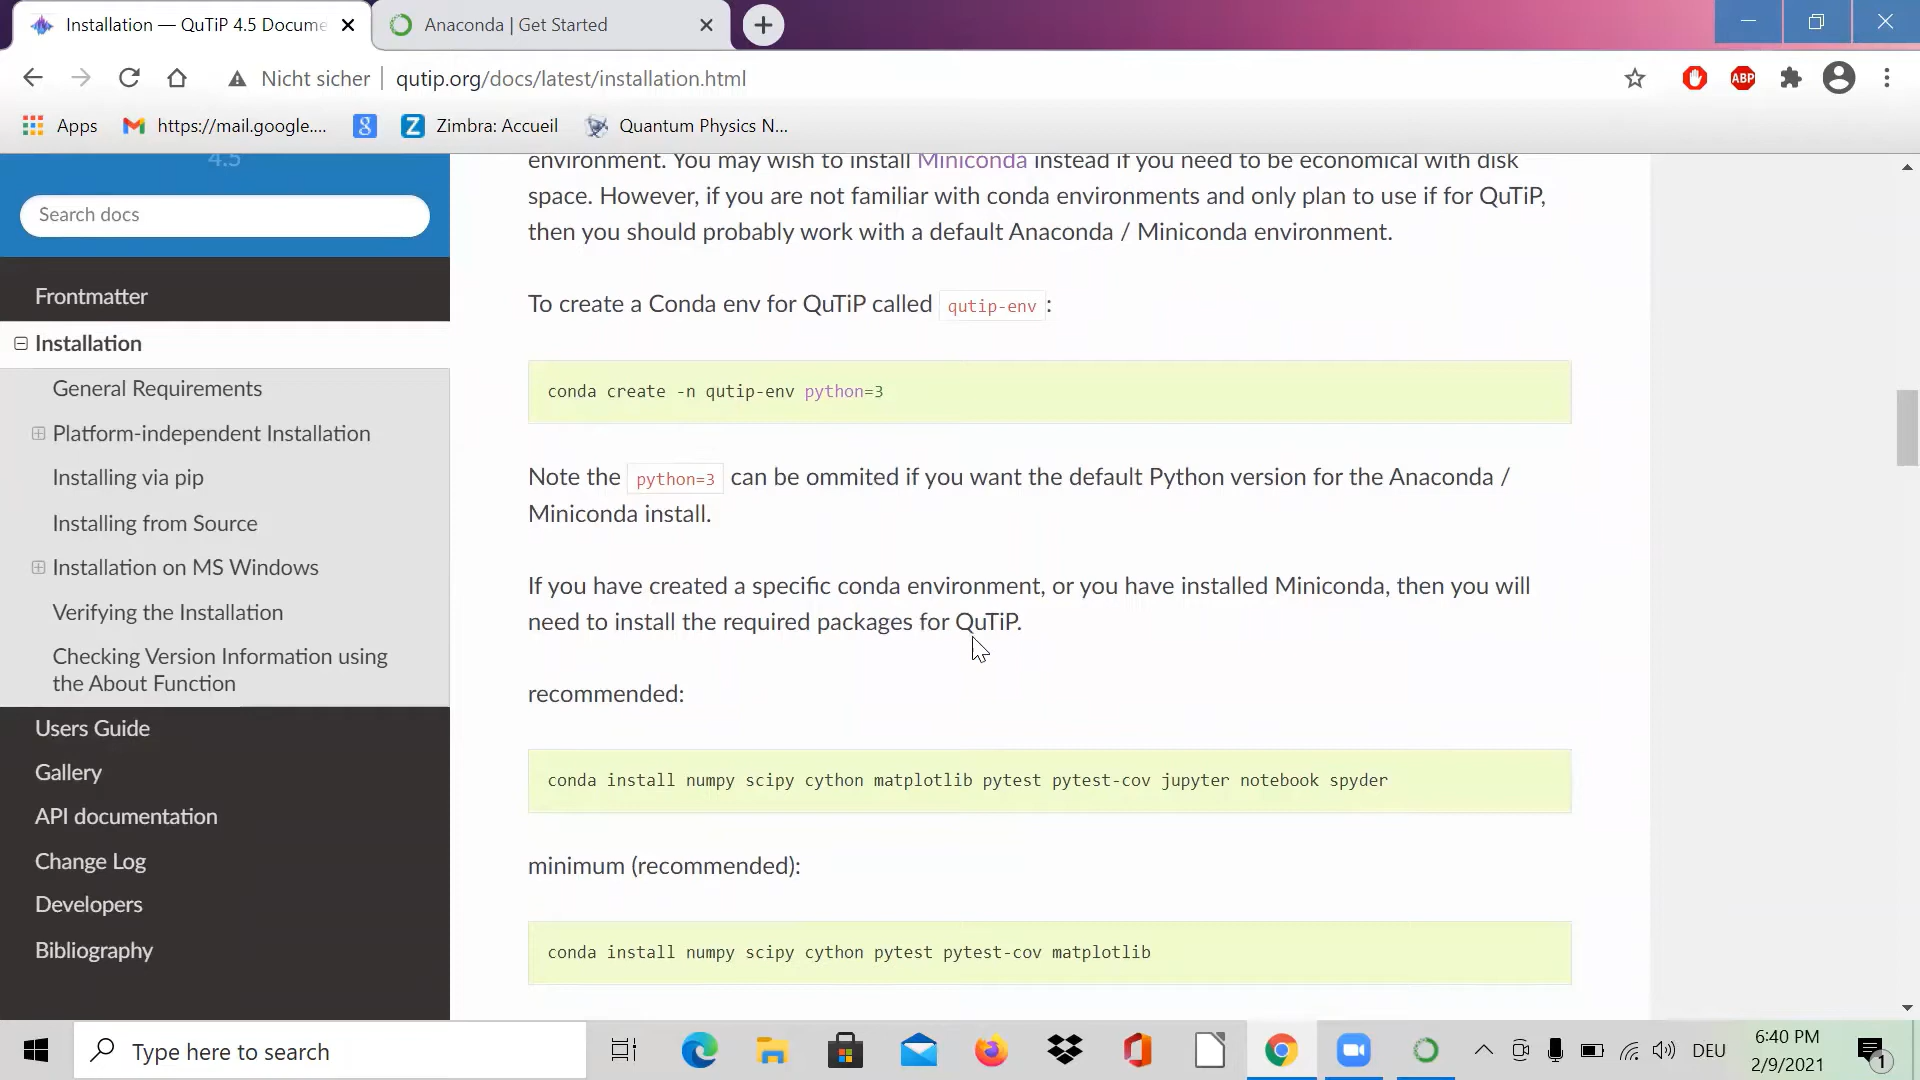 Installation — QuTiP 4.5 Docume
Anaconda | Get Started
Nicht sicher
qutip.org/docs/latest/installation.html
ABP
Apps
https://mail.google....
Zimbra: Accueil
Quantum Physics N...
4.5
Search docs
Frontmatter
Installation
General Requirements
Platform-independent Installation
Installing via pip
Installing from Source
Installation on MS Windows
Verifying the Installation
Checking Version Information using
the About Function
Users Guide
Gallery
API documentation
Change Log
Developers
Bibliography
environment. You may wish to install Miniconda instead if you need to be economical with disk
space. However, if you are not familiar with conda environments and only plan to use if for QuTiP,
then you should probably work with a default Anaconda / Miniconda environment.
To create a Conda env for QuTiP called qutip-env :
conda create -n qutip-env python=3
Note the python=3 can be ommited if you want the default Python version for the Anaconda /
Miniconda install.
If you have created a specific conda environment, or you have installed Miniconda, then you will
need to install the required packages for QuTiP.
recommended:
conda install numpy scipy cython matplotlib pytest pytest-cov jupyter notebook spyder
minimum (recommended):
conda install numpy scipy cython pytest pytest-cov matplotlib
Type here to search
DEU
6:40 PM
2/9/2021
1